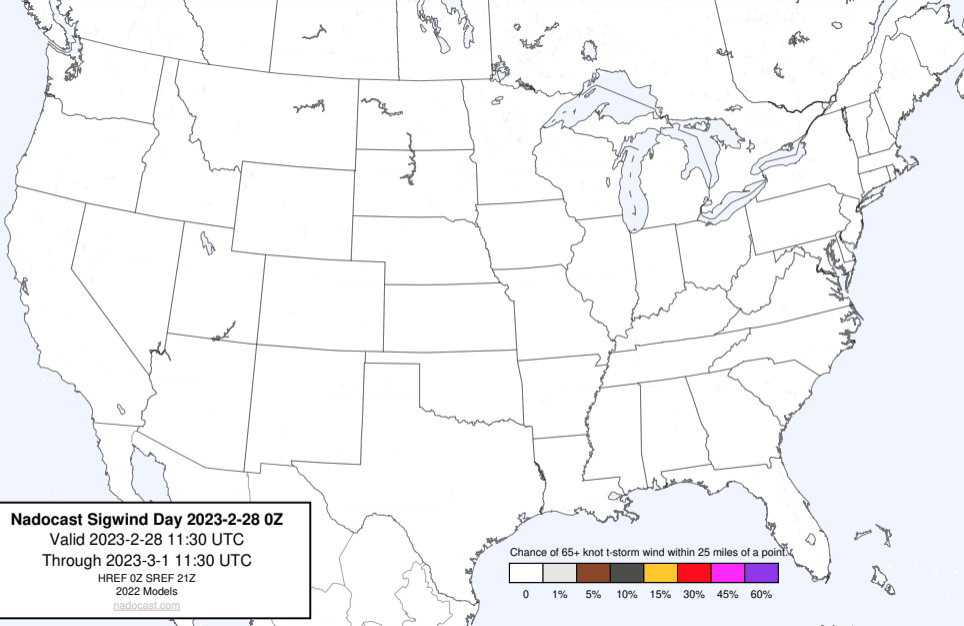 Nadocast Sigwind Day 2023-2-28 0Z
Valid 2023-2-28 11:30 UTC
Through 2023-3-1 11:30 UTC
HREF 0Z SREF 21Z
2022 Models
nadocast.com
Chance of 65+ knot t-storm wind within 25 miles of a point.
0 1% 5% 10% 15% 30% 45% 60%